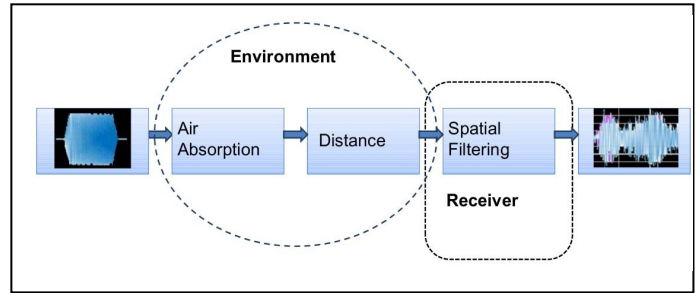 Environment
Air
Absorption
Distance
Spatial
Filtering
Receiver